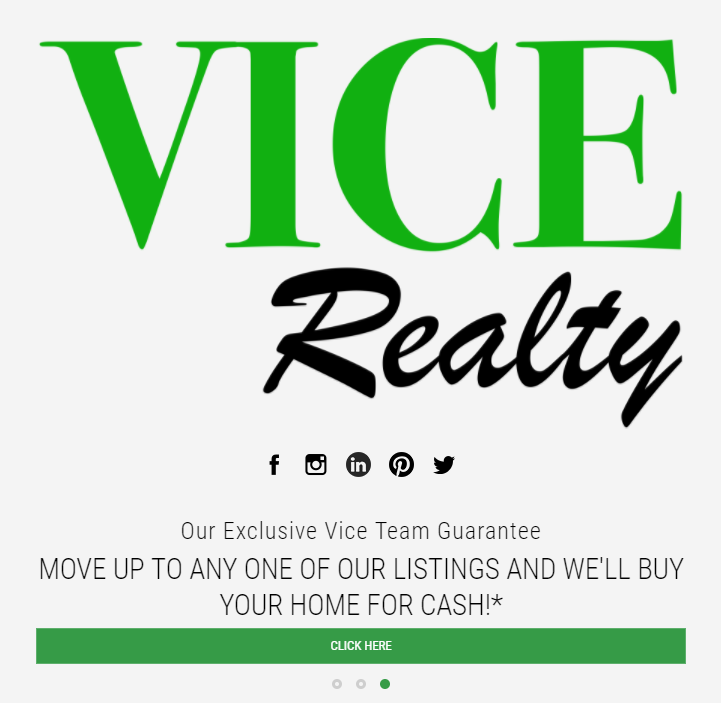 VICE
Realty
Our Exclusive Vice Team Guarantee
MOVE UP TO ANY ONE OF OUR LISTINGS AND WE'LL BUY
YOUR HOME FOR CASH!*
CLICK HERE